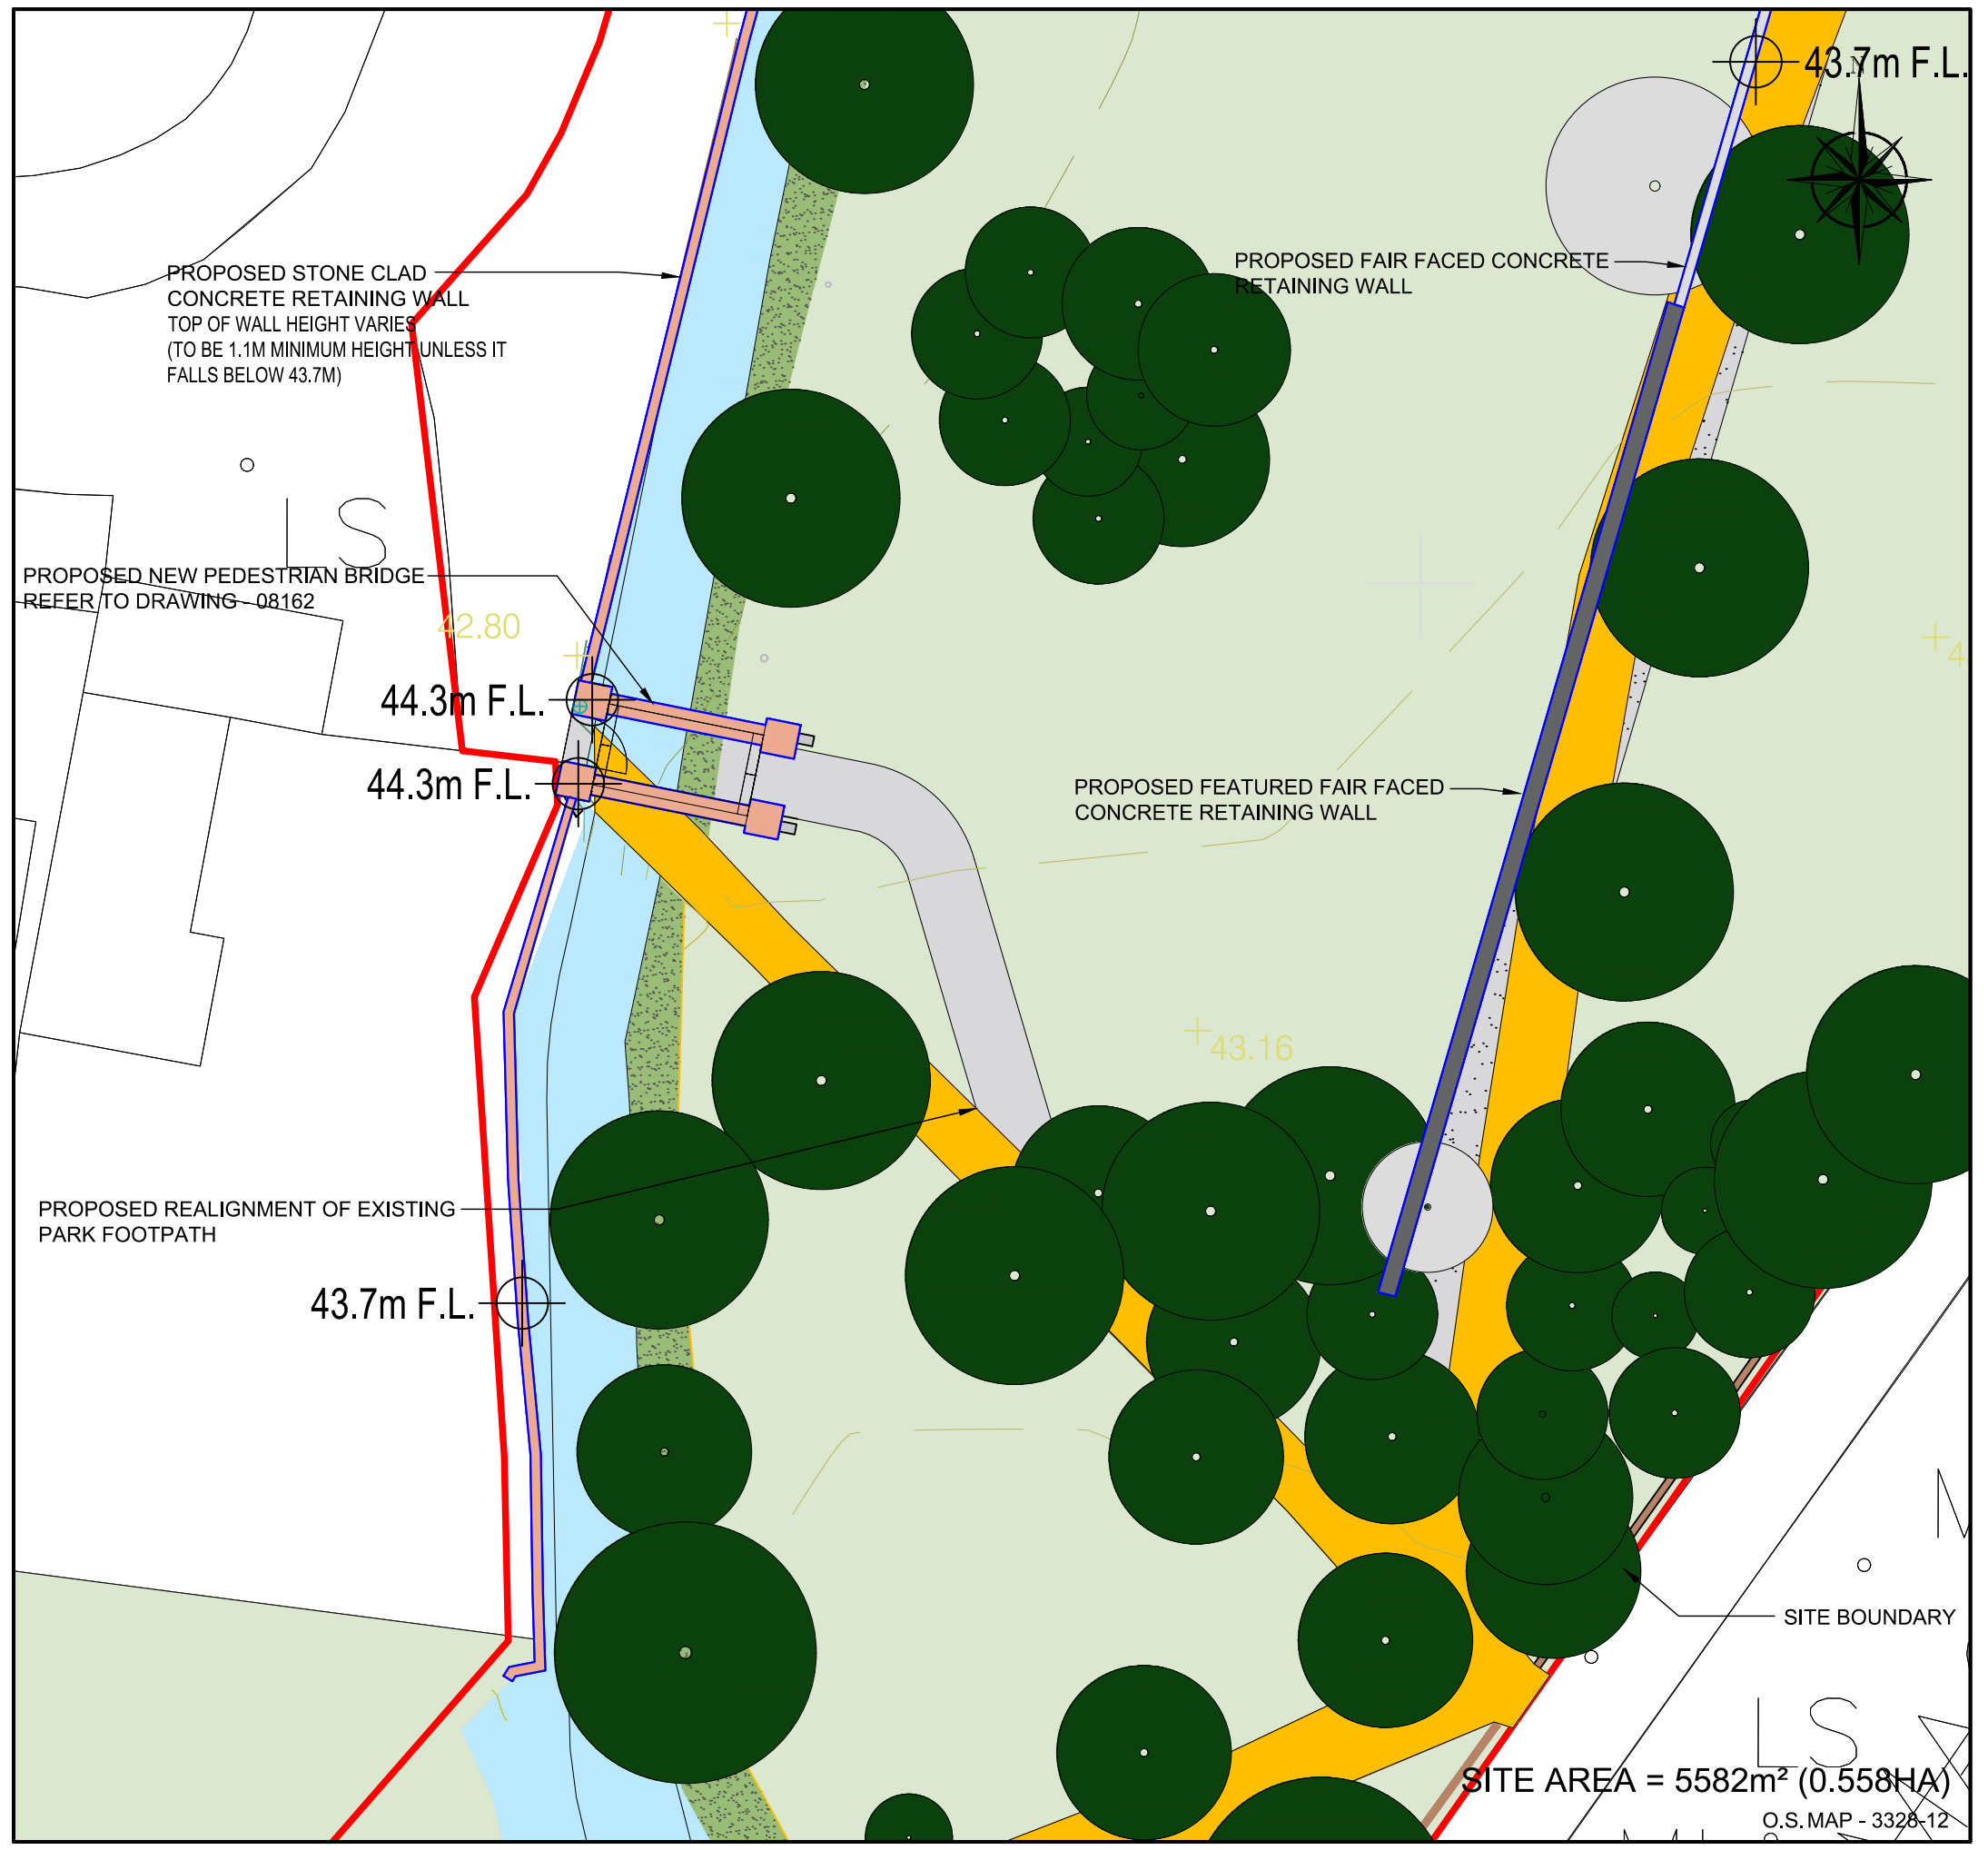 43.7m F.L.
N
PROPOSED STONE CLAD
CONCRETE RETAINING WALL
TOP OF WALL HEIGHT VARIES
(TO BE 1.1M MINIMUM HEIGHT UNLESS IT
FALLS BELOW 43.7M)
PROPOSED FAIR FACED CONCRETE
RETAINING WALL
LS
PROPOSED NEW PEDESTRIAN BRIDGE
REFER TO DRAWING - 08162
42.80
44.3m F.L.
44.3m F.L.
PROPOSED FEATURED FAIR FACED
CONCRETE RETAINING WALL
43.16
PROPOSED REALIGNMENT OF EXISTING
PARK FOOTPATH
43.7m F.L.
SITE BOUNDARY
LS
SITE AREA = 5582m² (0.558HA)
O.S. MAP - 3328-12